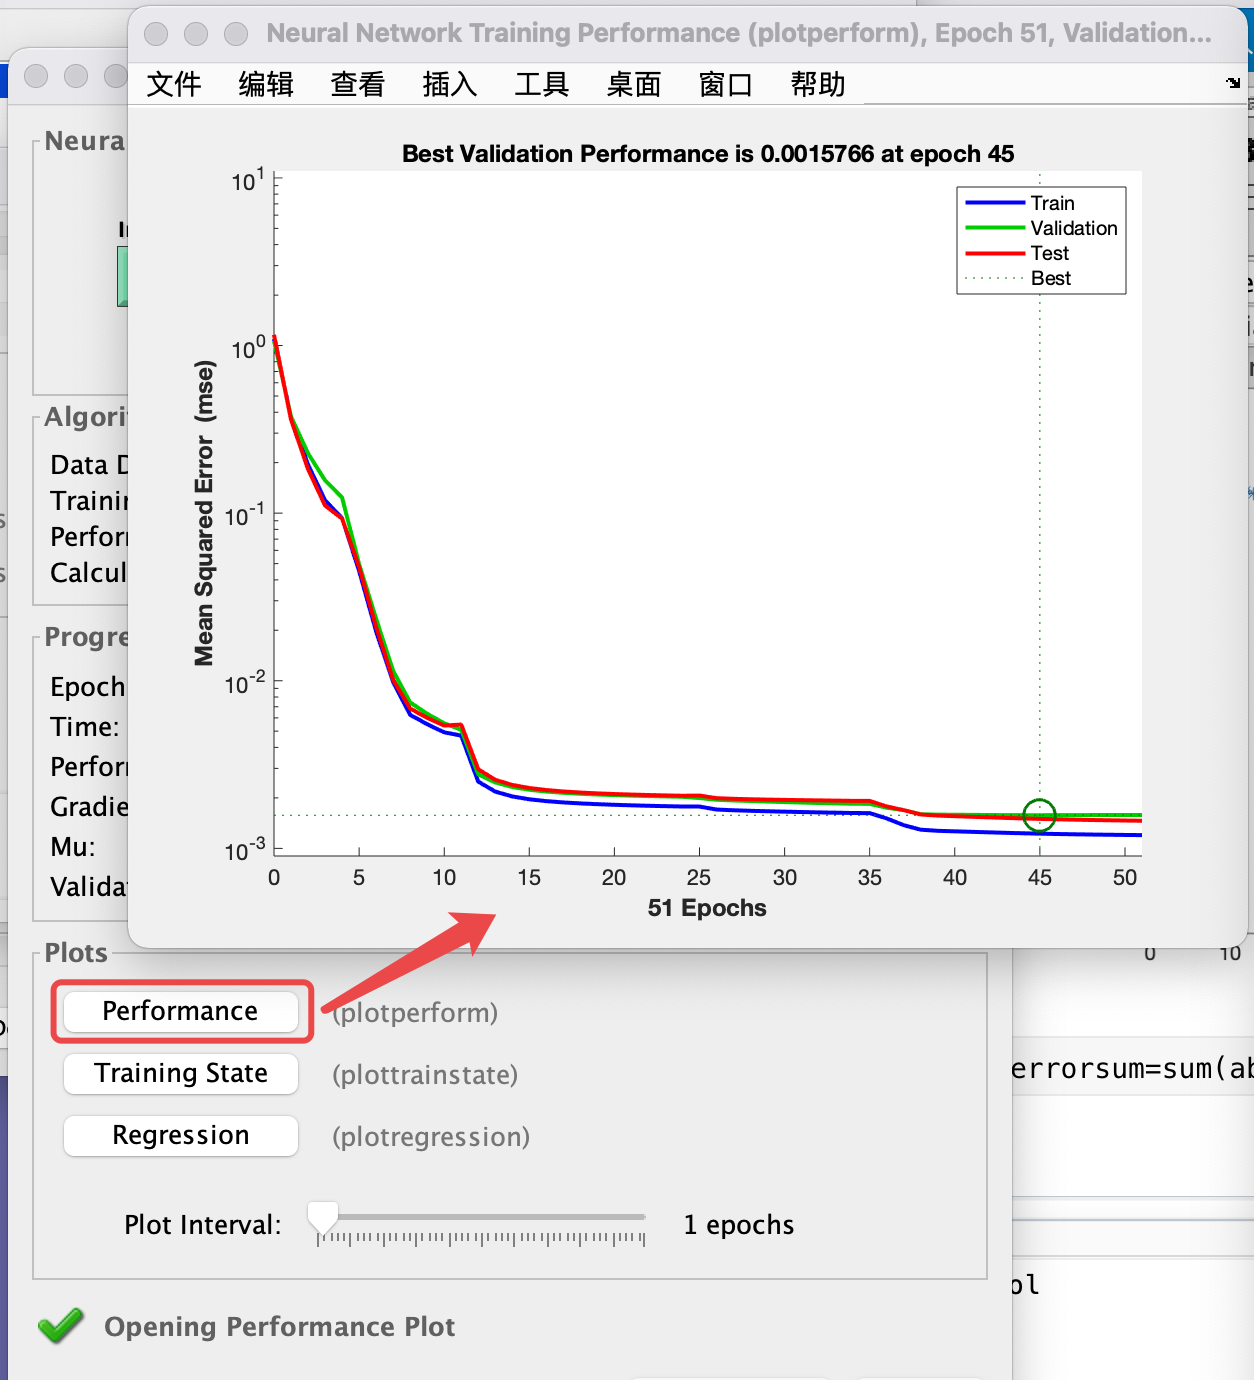 Neural Network Training Performance (plotperform), Epoch 51, Validation...
文件 编辑 查看 插入 工具 桌面 窗口 帮助
Best Validation Performance is 0.0015766 at epoch 45
Mean Squared Error (mse)
10^1
10^0
10^-1
10^-2
10^-3
Train
Validation
Test
Best
0 5 10 15 20 25 30 35 40 45 50
51 Epochs
Neura
Algori
Data D
Trainin
Perfor
Calcul
Progre
Epoch
Time:
Perfor
Gradie
Mu:
Valida
Plots
Performance (plotperform)
Training State (plottrainstate)
Regression (plotregression)
Plot Interval: 1 epochs
Opening Performance Plot
0 10
errorsum=sum(ab
ol